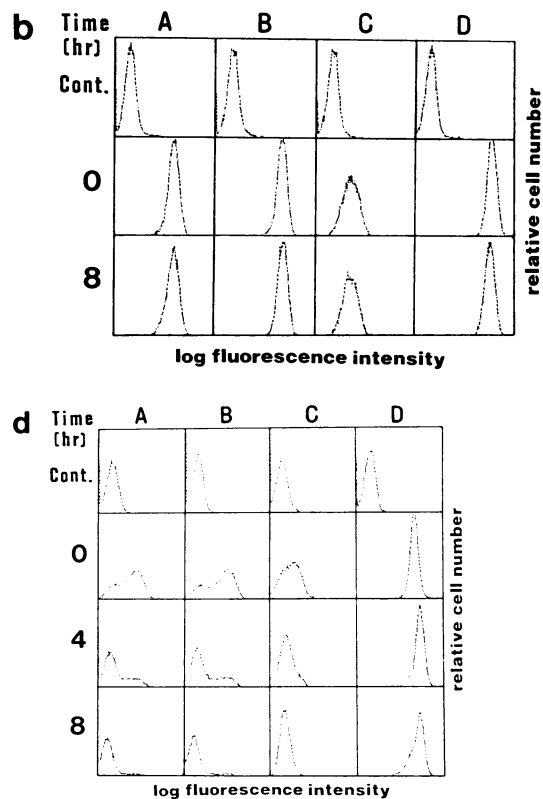 b
Time A B C D
(hr)
Cont.
0
8
relative cell number
log fluorescence intensity
d
Time A B C D
(hr)
Cont.
0
4
8
relative cell number
log fluorescence intensity